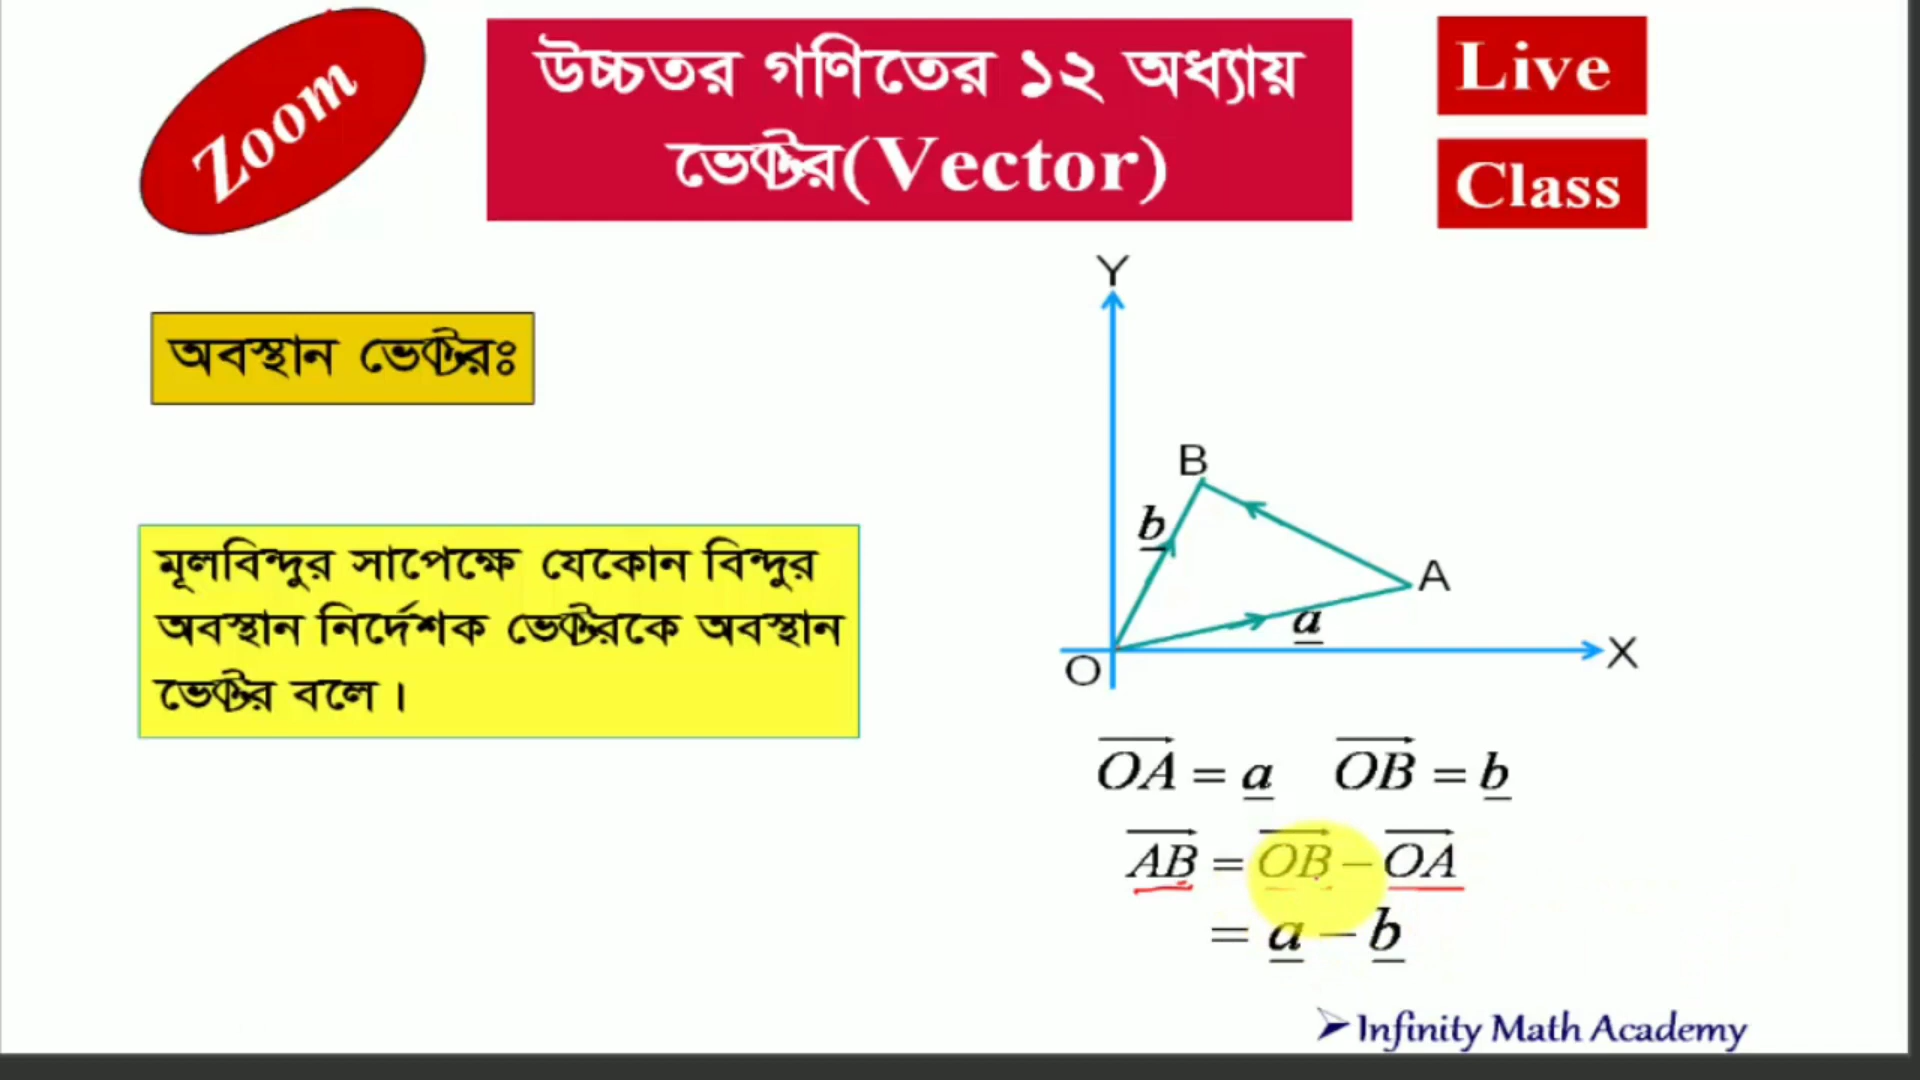 Zoom
উচ্চতর গণিতের ১২ অধ্যায়
ভেক্টর(Vector)
Live
Class
অবস্থান ভেক্টরঃ
মূলবিন্দুর সাপেক্ষে যেকোন বিন্দুর
অবস্থান নির্দেশক ভেক্টরকে অবস্থান
ভেক্টর বলে।
Y
B
b
A
a
O
X
OA = a OB = b
AB = OB − OA
= a − b
Infinity Math Academy